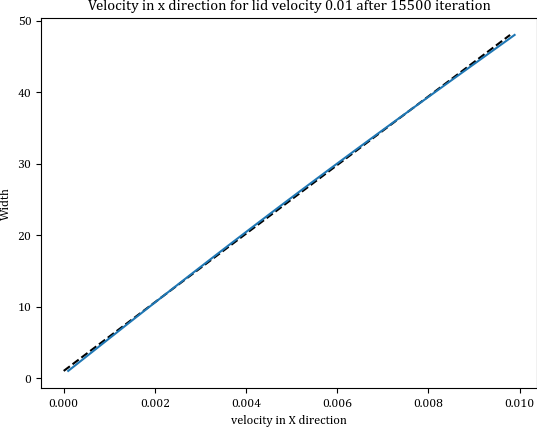 Velocity in x direction for lid velocity 0.01 after 15500 iteration
50
40
30
20
10
0
Width
0.000 0.002 0.004 0.006 0.008 0.010
velocity in X direction